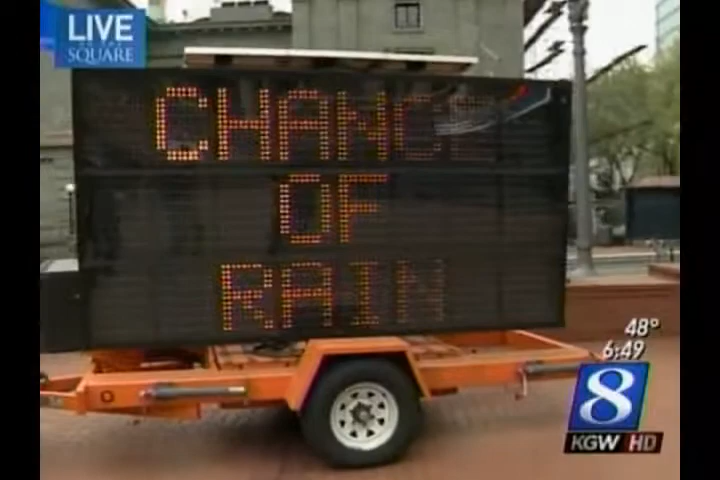 LIVE
SQUARE
CHANCE
OF
RAIN
48°
6:49
8
KGW HD